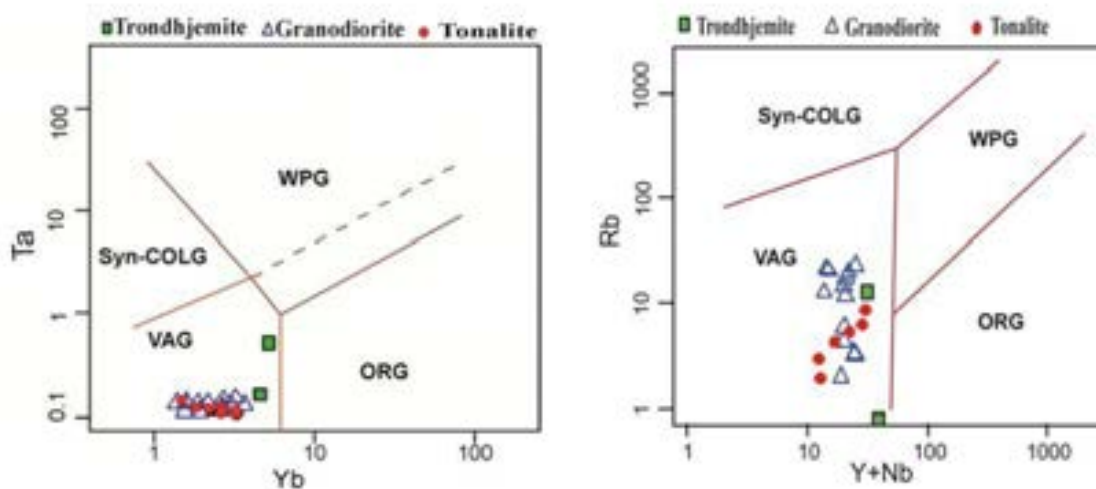 Trondhjemite Granodiorite Tonalite
100
10
1
0.1
Ta
WPG
Syn-COLG
VAG
ORG
1 10 100
Yb
Trondhjemite Granodiorite Tonalite
1000
100
10
1
Rb
Syn-COLG
WPG
VAG
ORG
1 10 100 1000
Y+Nb